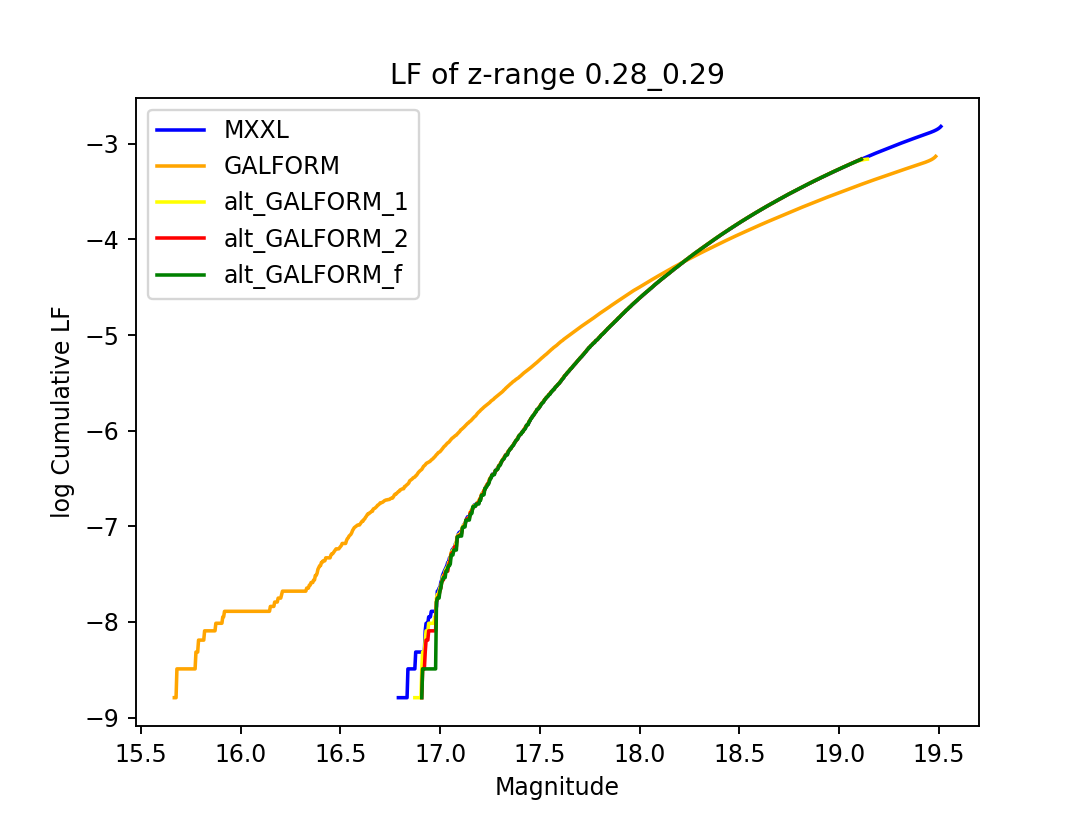 LF of z-range 0.28_0.29
MXXL
GALFORM
alt_GALFORM_1
alt_GALFORM_2
alt_GALFORM_f
log Cumulative LF
−3
−4
−5
−6
−7
−8
−9
15.5 16.0 16.5 17.0 17.5 18.0 18.5 19.0 19.5
Magnitude